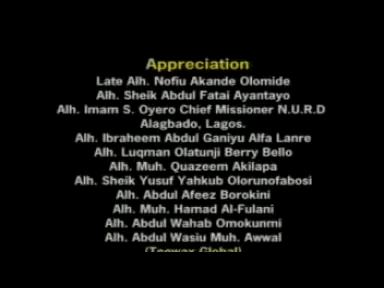 Appreciation
Late Alh. Nofiu Akande Olomide
Alh. Sheik Abdul Fatai Ayantayo
Alh. Imam S. Oyero Chief Missioner N.U.R.D
Alagbado, Lagos.
Alh. Ibraheem Abdul Ganiyu Alfa Lanre
Alh. Luqman Olatunji Berry Bello
Alh. Muh. Quazeem Akilapa
Alh. Sheik Yusuf Yahkub Olorunofabosi
Alh. Abdul Afeez Borokini
Alh. Muh. Hamad Al-Fulani
Alh. Abdul Wahab Omokunmi
Alh. Abdul Wasiu Muh. Awwal
(Toowax Global)